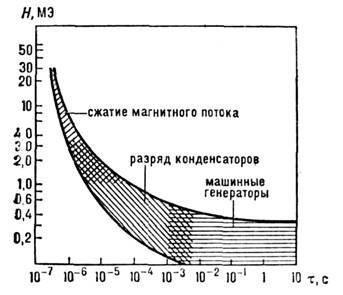 H, МЭ
50
30
20
10
сжатие магнитного потока
4,0
3,0
2,0
разряд конденсаторов
машинные
генераторы
1,0
0,6
0,4
0,2
10⁻⁷ 10⁻⁶ 10⁻⁵ 10⁻⁴ 10⁻³ 10⁻² 10⁻¹ 1 10 τ, с